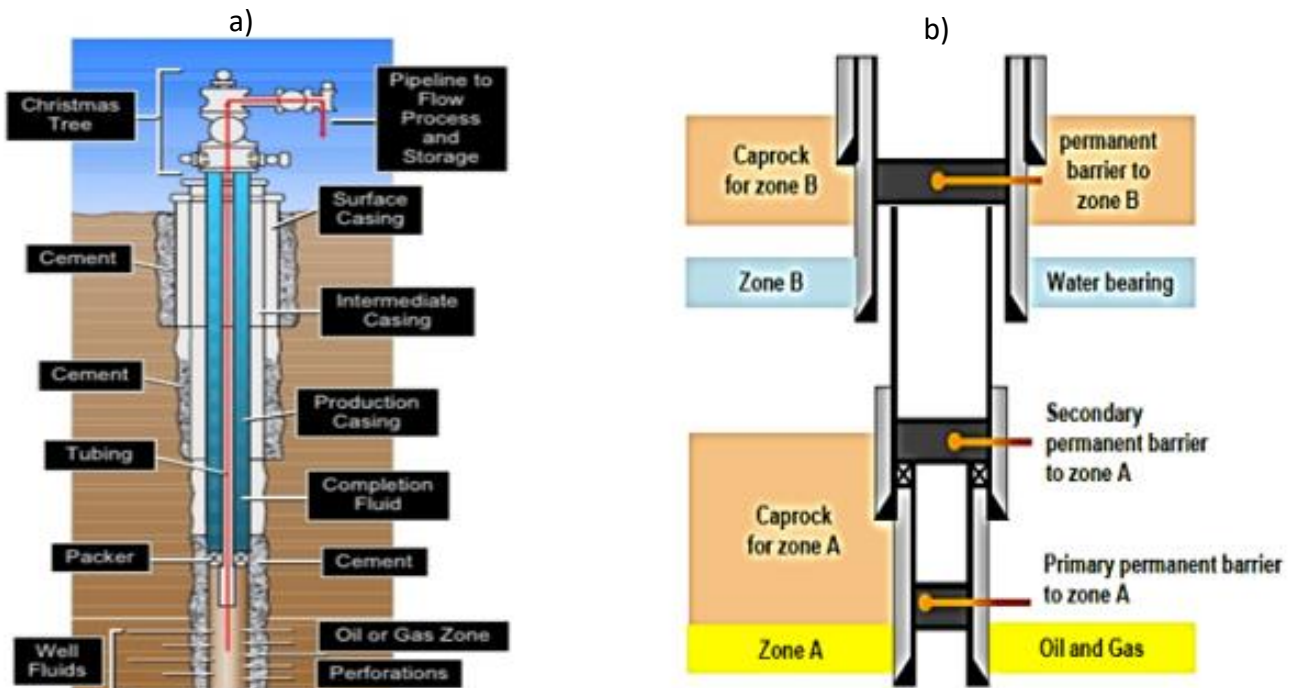 a)
Christmas
Tree
Pipeline to
Flow
Process
and
Storage
Surface
Casing
Cement
Intermediate
Casing
Cement
Production
Casing
Tubing
Completion
Fluid
Packer
Cement
Well
Fluids
Oil or Gas Zone
Perforations
b)
Caprock
for zone B
permanent
barrier to
zone B
Zone B
Water bearing
Secondary
permanent barrier
to zone A
Caprock
for zone A
Primary permanent barrier
to zone A
Zone A
Oil and Gas